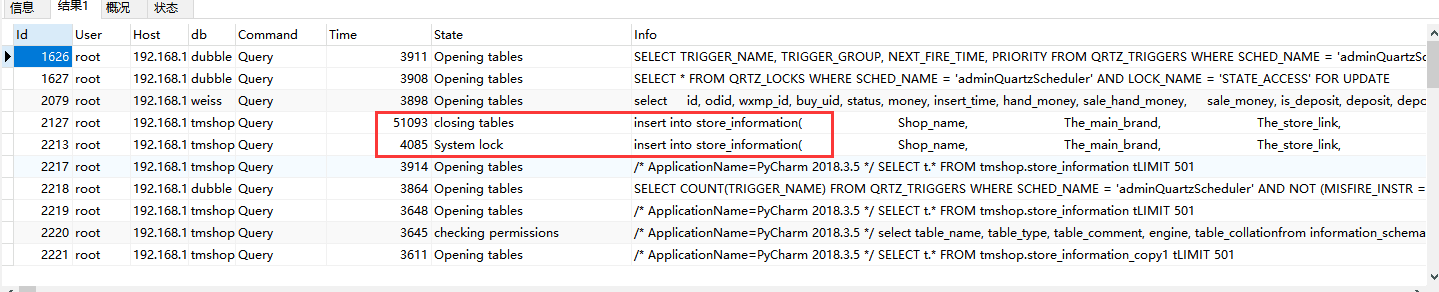 信息 结果1 概况 状态
Id User Host db Command Time State Info
1626 root 192.168.1 dubble Query 3911 Opening tables SELECT TRIGGER_NAME, TRIGGER_GROUP, NEXT_FIRE_TIME, PRIORITY FROM QRTZ_TRIGGERS WHERE SCHED_NAME = 'adminQuartzSc
1627 root 192.168.1 dubble Query 3908 Opening tables SELECT * FROM QRTZ_LOCKS WHERE SCHED_NAME = 'adminQuartzScheduler' AND LOCK_NAME = 'STATE_ACCESS' FOR UPDATE
2079 root 192.168.1 weiss Query 3898 Opening tables select id, odid, wxmp_id, buy_uid, status, money, insert_time, hand_money, sale_hand_money, sale_money, is_deposit, deposit, depc
2127 root 192.168.1 tmshop Query 51093 closing tables insert into store_information( Shop_name, The_main_brand, The_store_link,
2213 root 192.168.1 tmshop Query 4085 System lock insert into store_information( Shop_name, The_main_brand, The_store_link,
2217 root 192.168.1 tmshop Query 3914 Opening tables /* ApplicationName=PyCharm 2018.3.5 */ SELECT t.* FROM tmshop.store_information tLIMIT 501
2218 root 192.168.1 dubble Query 3864 Opening tables SELECT COUNT(TRIGGER_NAME) FROM QRTZ_TRIGGERS WHERE SCHED_NAME = 'adminQuartzScheduler' AND NOT (MISFIRE_INSTR =
2219 root 192.168.1 tmshop Query 3648 Opening tables /* ApplicationName=PyCharm 2018.3.5 */ SELECT t.* FROM tmshop.store_information tLIMIT 501
2220 root 192.168.1 tmshop Query 3645 checking permissions /* ApplicationName=PyCharm 2018.3.5 */ select table_name, table_type, table_comment, engine, table_collationfrom information_schema
2221 root 192.168.1 tmshop Query 3611 Opening tables /* ApplicationName=PyCharm 2018.3.5 */ SELECT t.* FROM tmshop.store_information_copy1 tLIMIT 501